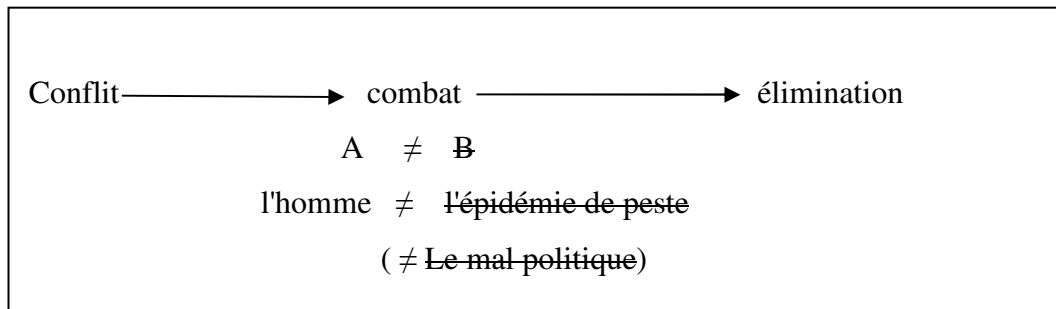 Conflit combat élimination
A ≠ B
l'homme ≠ l'épidémie de peste
( ≠ Le mal politique)